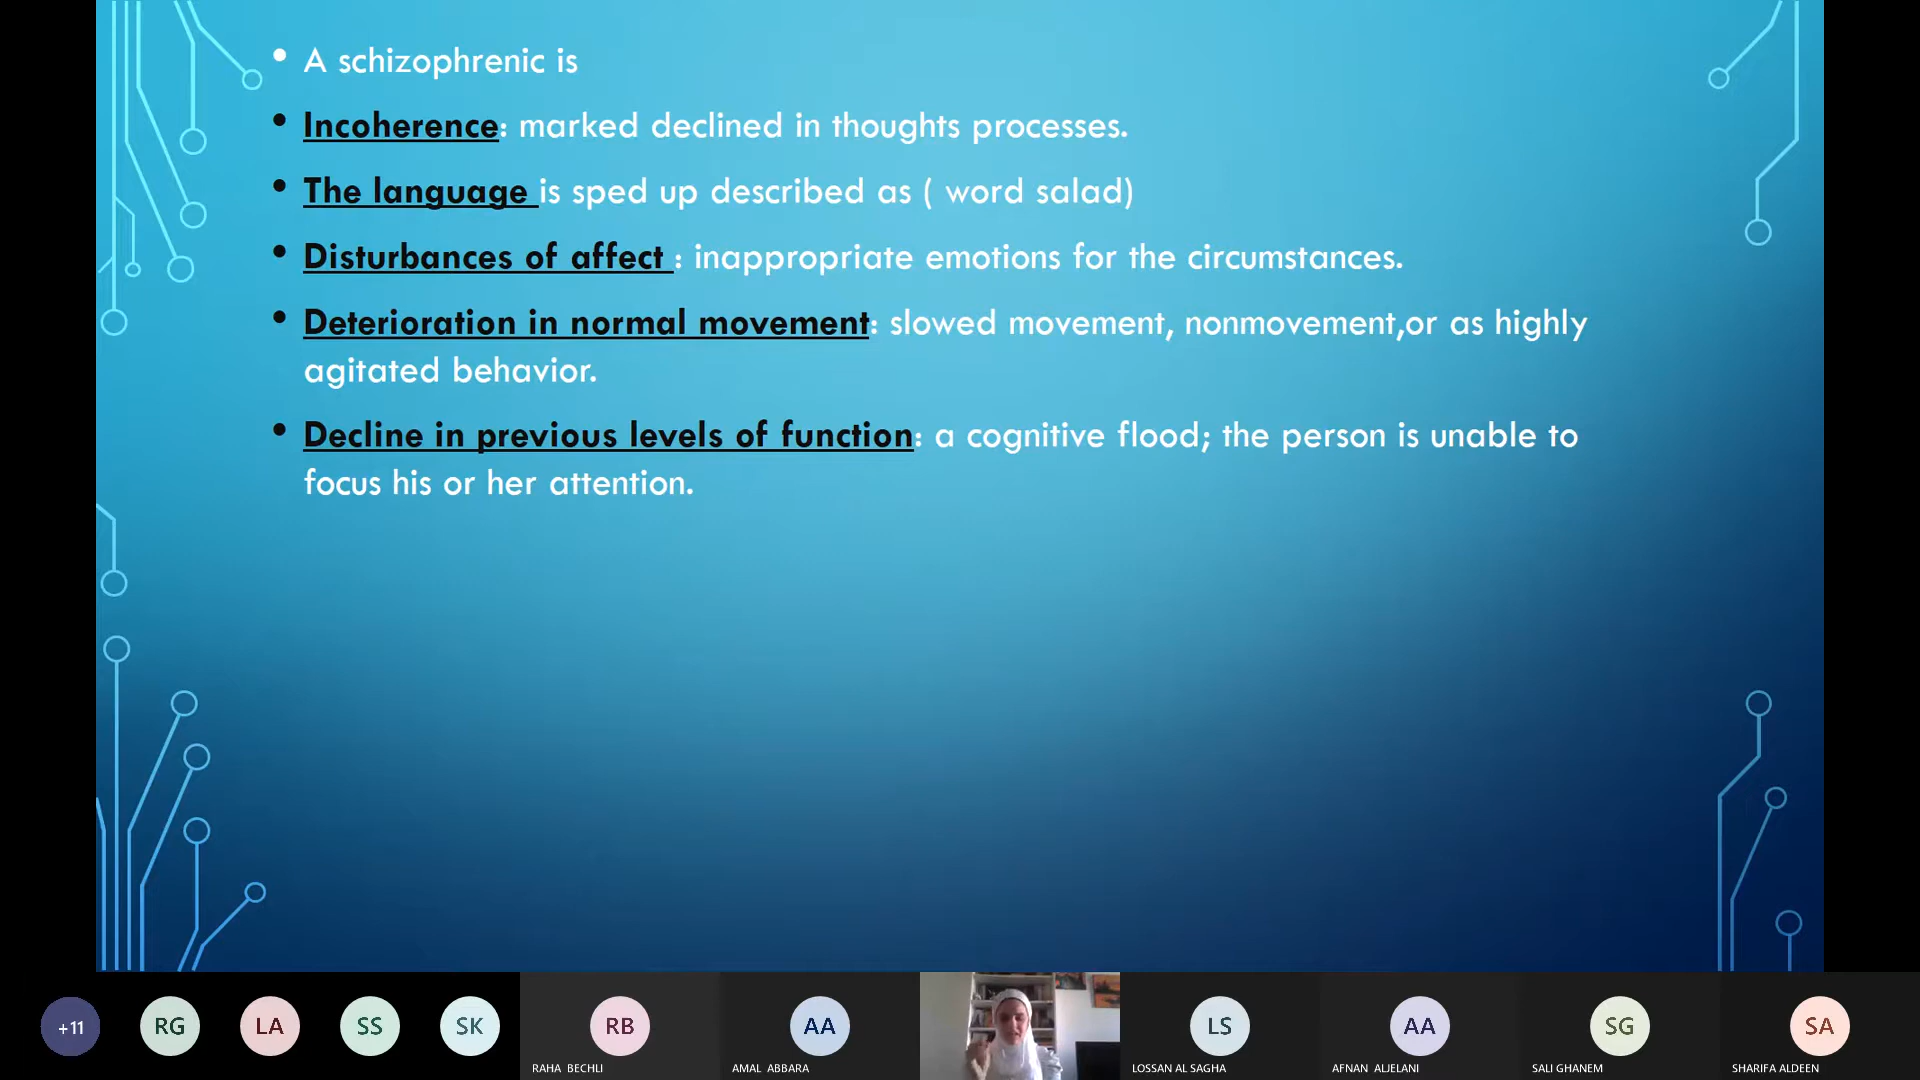 • A schizophrenic is
• Incoherence: marked declined in thoughts processes.
• The language is sped up described as ( word salad)
• Disturbances of affect : inappropriate emotions for the circumstances.
• Deterioration in normal movement: slowed movement, nonmovement,or as highly
agitated behavior.
• Decline in previous levels of function: a cognitive flood; the person is unable to
focus his or her attention.
+11 RG LA SS SK RB AA LS AA SG SA
RAHA BECHLI AMAL ABBARA LOSSAN AL SAGHA AFNAN ALJELANI SALI GHANEM SHARIFA ALDEEN